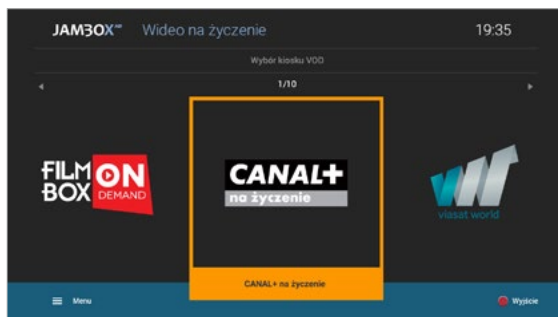 JAMBOX Wideo na życzenie 19:35
Wybór kiosku VOD
1/10
FILM BOX ON DEMAND
CANAL+
na życzenie
viasat world
CANAL+ na życzenie
Menu
Wyjście